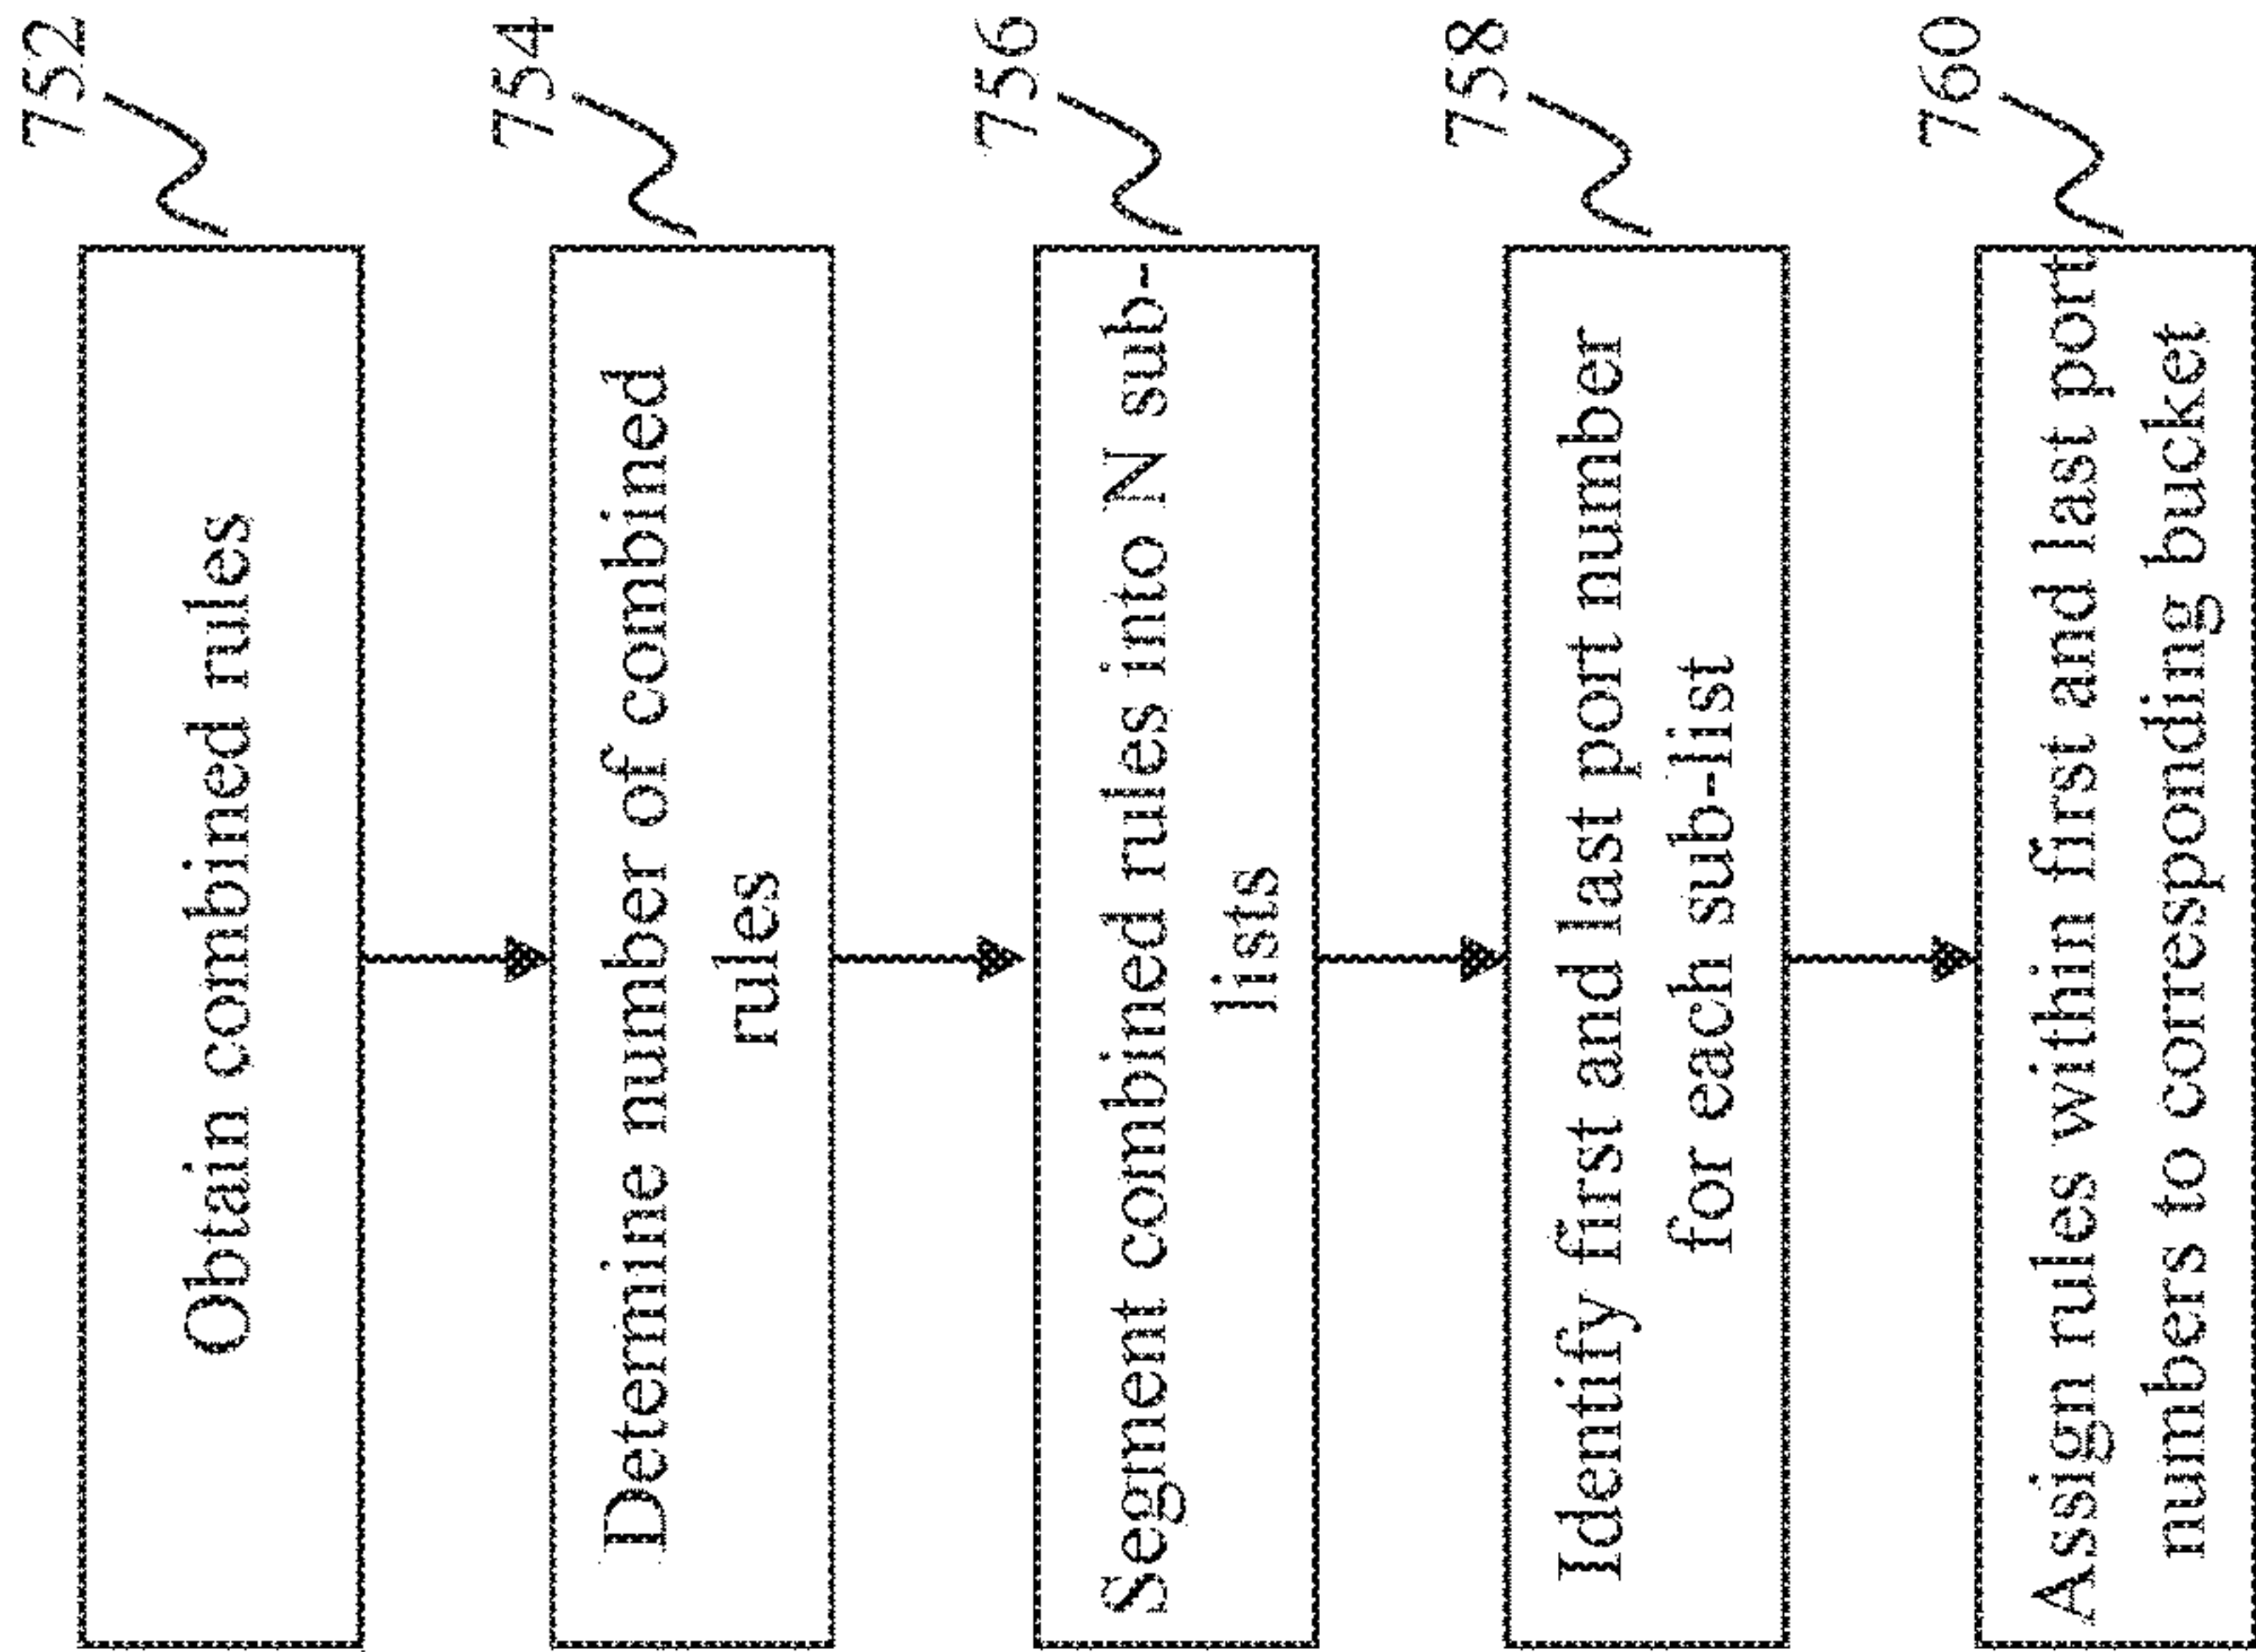 752
Obtain combined rules
754
Determine number of combined
rules
756
Segment combined rules into N sub-
lists
758
Identify first and last port number
for each sub-list
760
Assign rules within first and last port
numbers to corresponding bucket